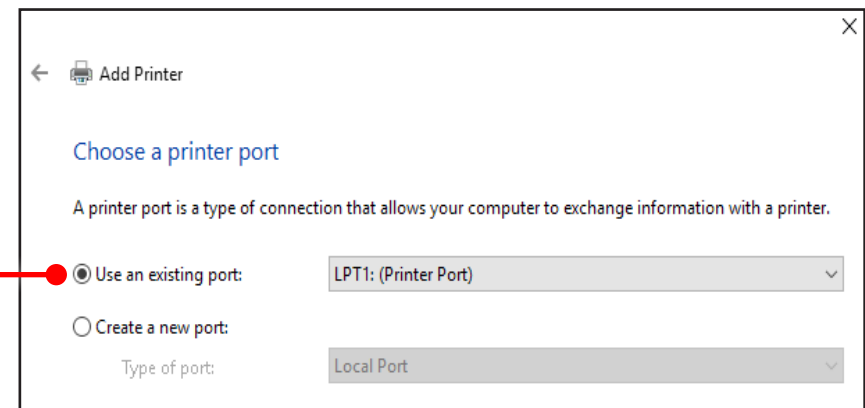 Add Printer
Choose a printer port
A printer port is a type of connection that allows your computer to exchange information with a printer.
Use an existing port: LPT1: (Printer Port)
Create a new port:
Type of port: Local Port